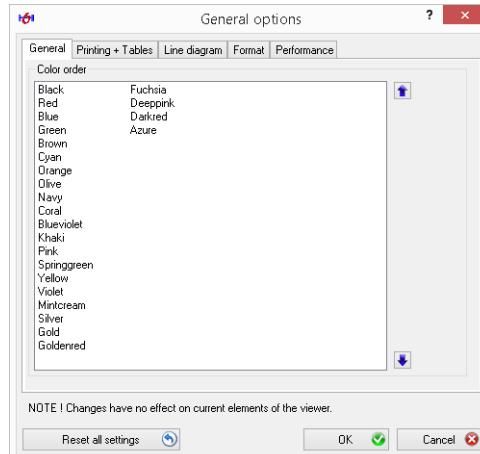 General options
?
General Printing + Tables Line diagram Format Performance
Color order
Black Fuchsia
Red Deeppink
Blue Darkred
Green Azure
Brown
Cyan
Orange
Olive
Navy
Coral
Blueviolet
Khaki
Pink
Springgreen
Yellow
Violet
Mintcream
Silver
Gold
Goldenred
NOTE ! Changes have no effect on current elements of the viewer.
Reset all settings OK Cancel